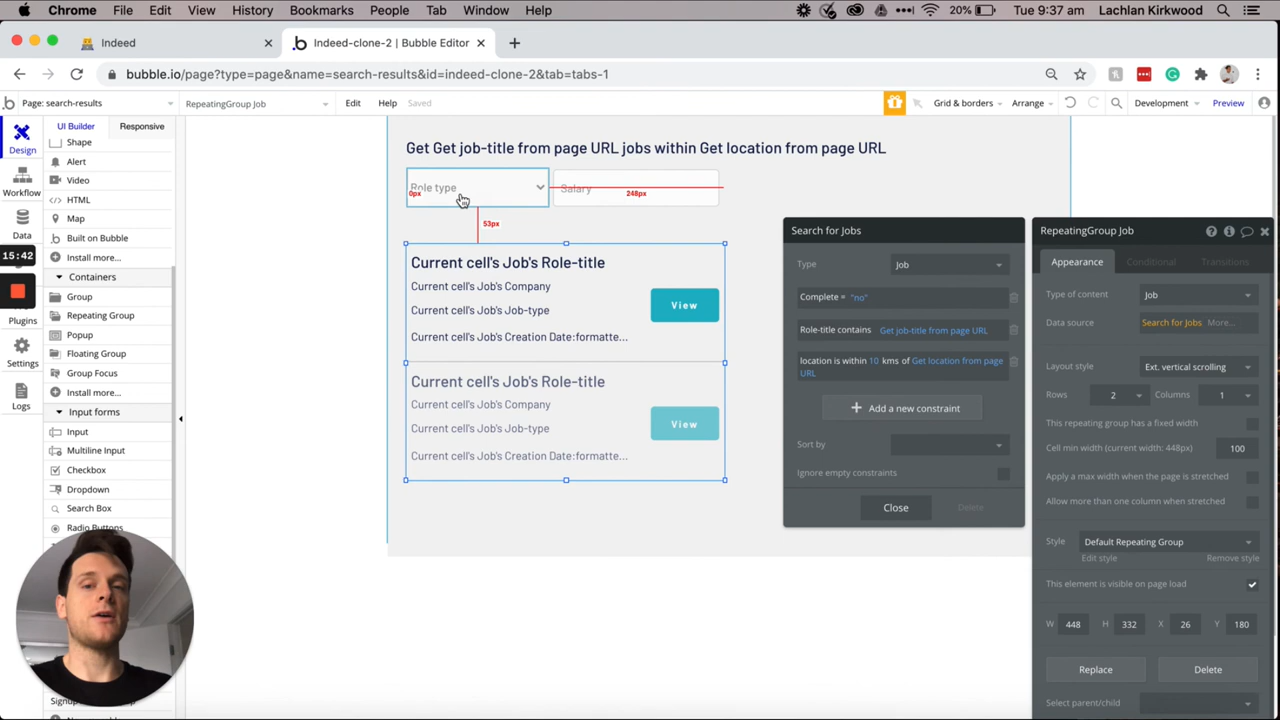 Chrome File Edit View History Bookmarks People Tab Window Help 20% Tue 9:37 am Lachlan Kirkwood
Indeed
Indeed-clone-2 | Bubble Editor
bubble.io/page?type=page&name=search-results&id=indeed-clone-2&tab=tabs-1
Page: search-results RepeatingGroup Job Edit Help Saved Grid & borders Arrange Development Preview
Design
Workflow
Data
15:42
Plugins
Settings
Logs
UI Builder Responsive
Shape
Alert
Video
HTML
Map
Built on Bubble
Install more...
Containers
Group
Repeating Group
Popup
Floating Group
Group Focus
Install more...
Input forms
Input
Multiline Input
Checkbox
Dropdown
Search Box
Radio Buttons
Get Get job-title from page URL jobs within Get location from page URL
Role type
Salary
0px
248px
53px
Current cell's Job's Role-title
Current cell's Job's Company
Current cell's Job's Job-type
Current cell's Job's Creation Date:formatte...
View
Current cell's Job's Role-title
Current cell's Job's Company
Current cell's Job's Job-type
Current cell's Job's Creation Date:formatte...
View
Search for Jobs
Type Job
Complete = "no"
Role-title contains Get job-title from page URL
location is within 10 kms of Get location from page
URL
Add a new constraint
Sort by
Ignore empty constraints
Close Delete
RepeatingGroup Job
Appearance Conditional Transitions
Type of content Job
Data source Search for Jobs More...
Layout style Ext. vertical scrolling
Rows 2 Columns 1
This repeating group has a fixed width
Cell min width (current width: 448px) 100
Apply a max width when the page is stretched
Allow more than one column when stretched
Style Default Repeating Group
Edit style Remove style
This element is visible on page load
W 448 H 332 X 26 Y 180
Replace Delete
Select parent/child